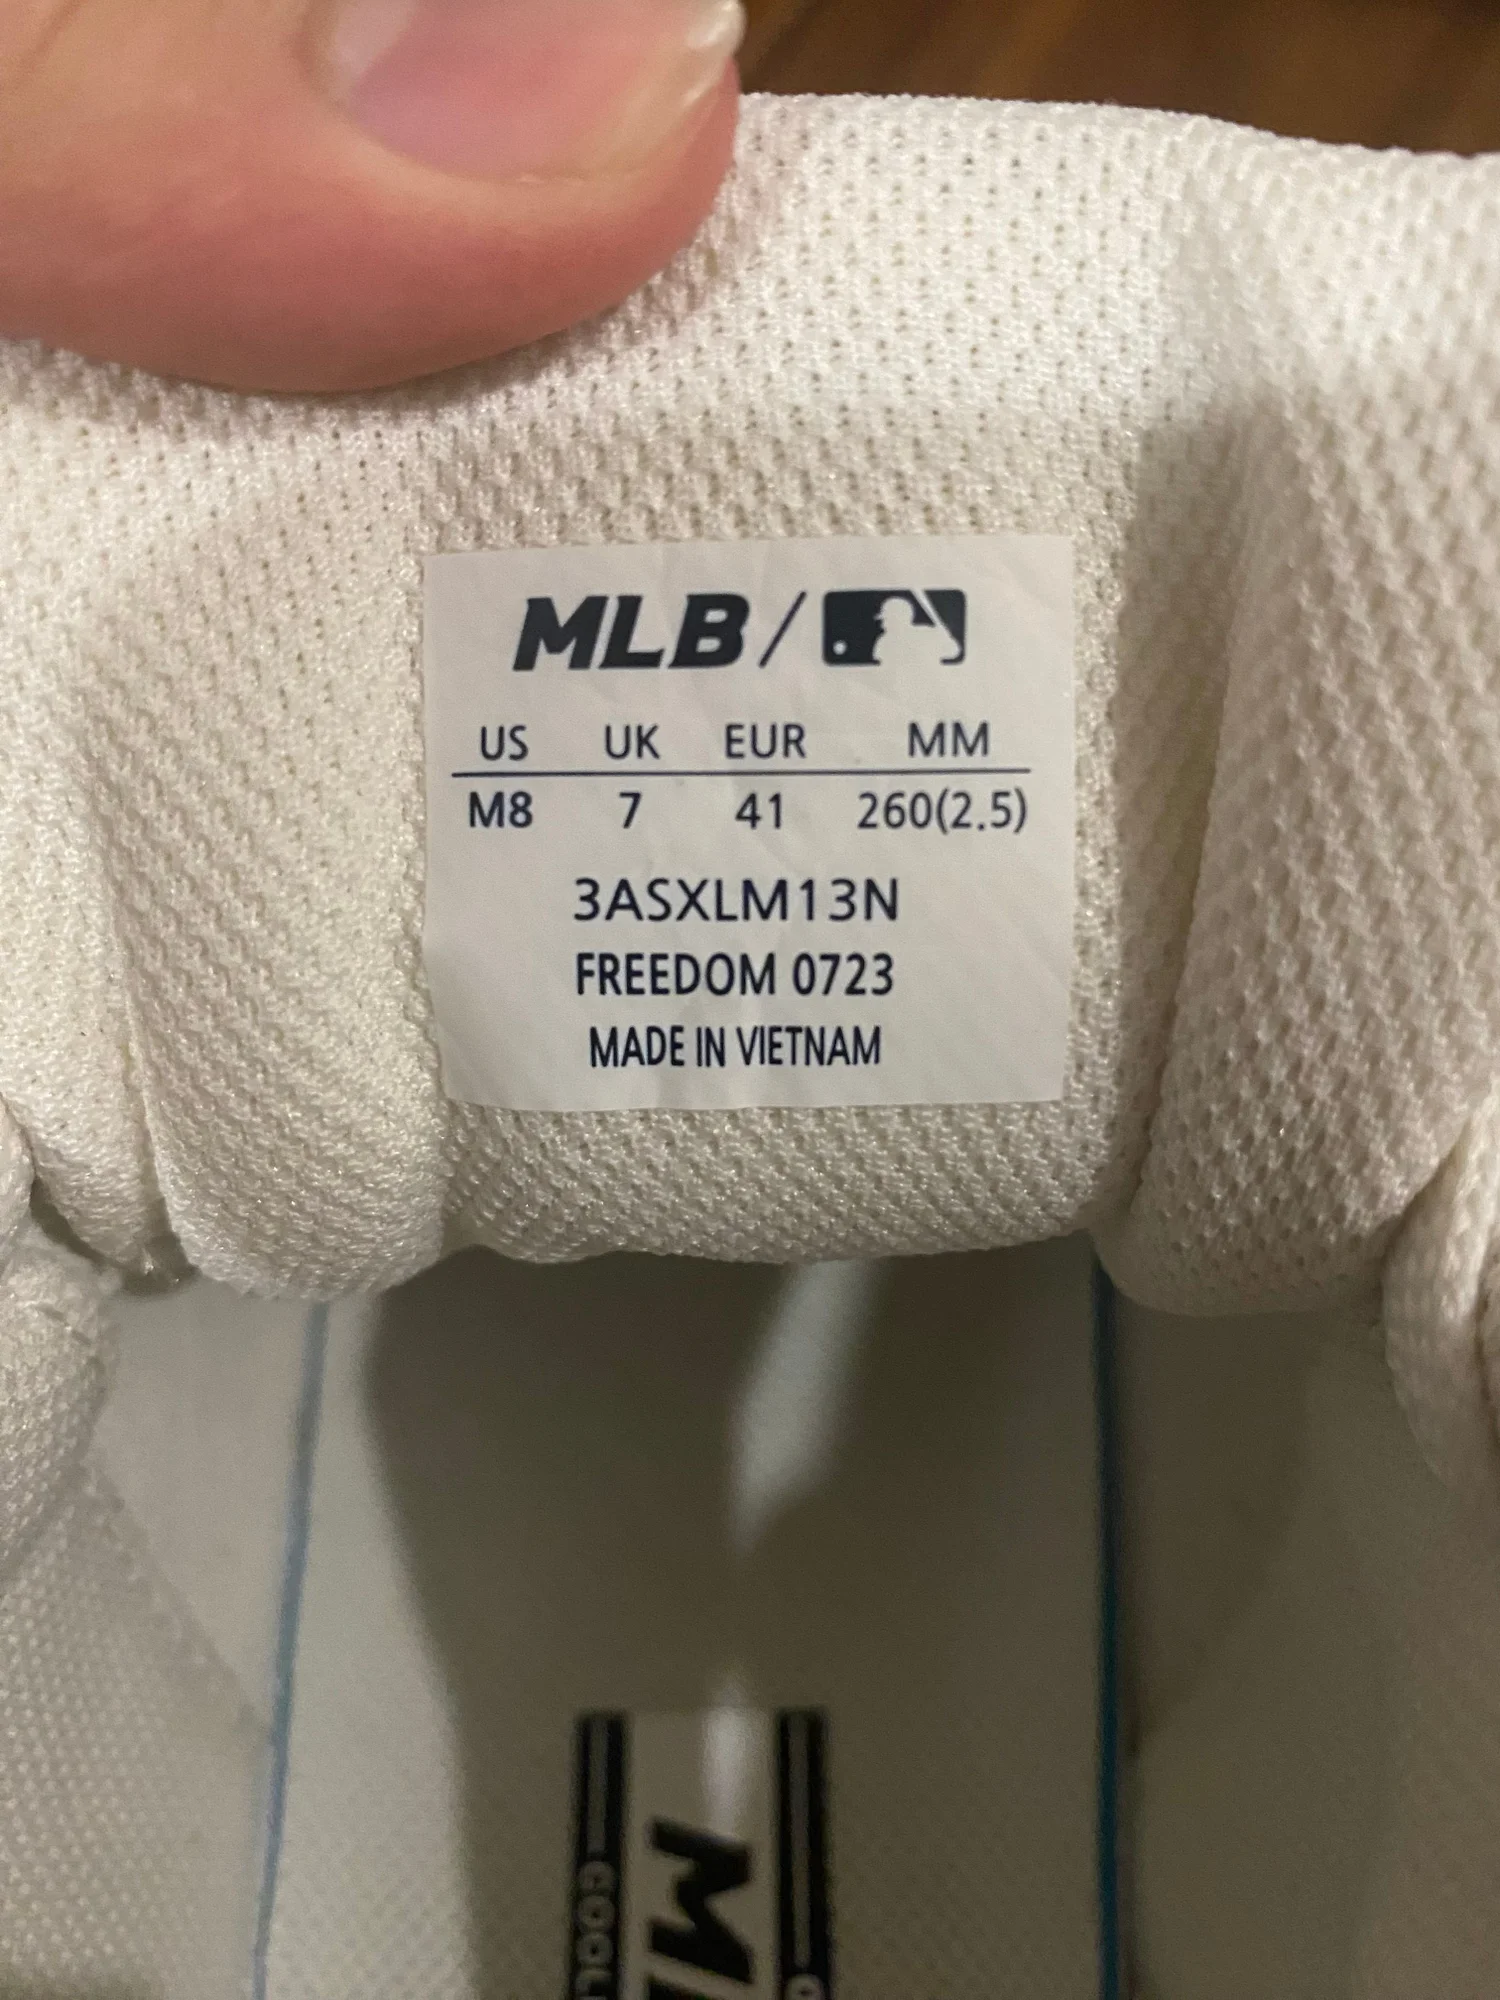 MLB/
US UK EUR MM
M8 7 41 260(2.5)
3ASXLM13N
FREEDOM 0723
MADE IN VIETNAM